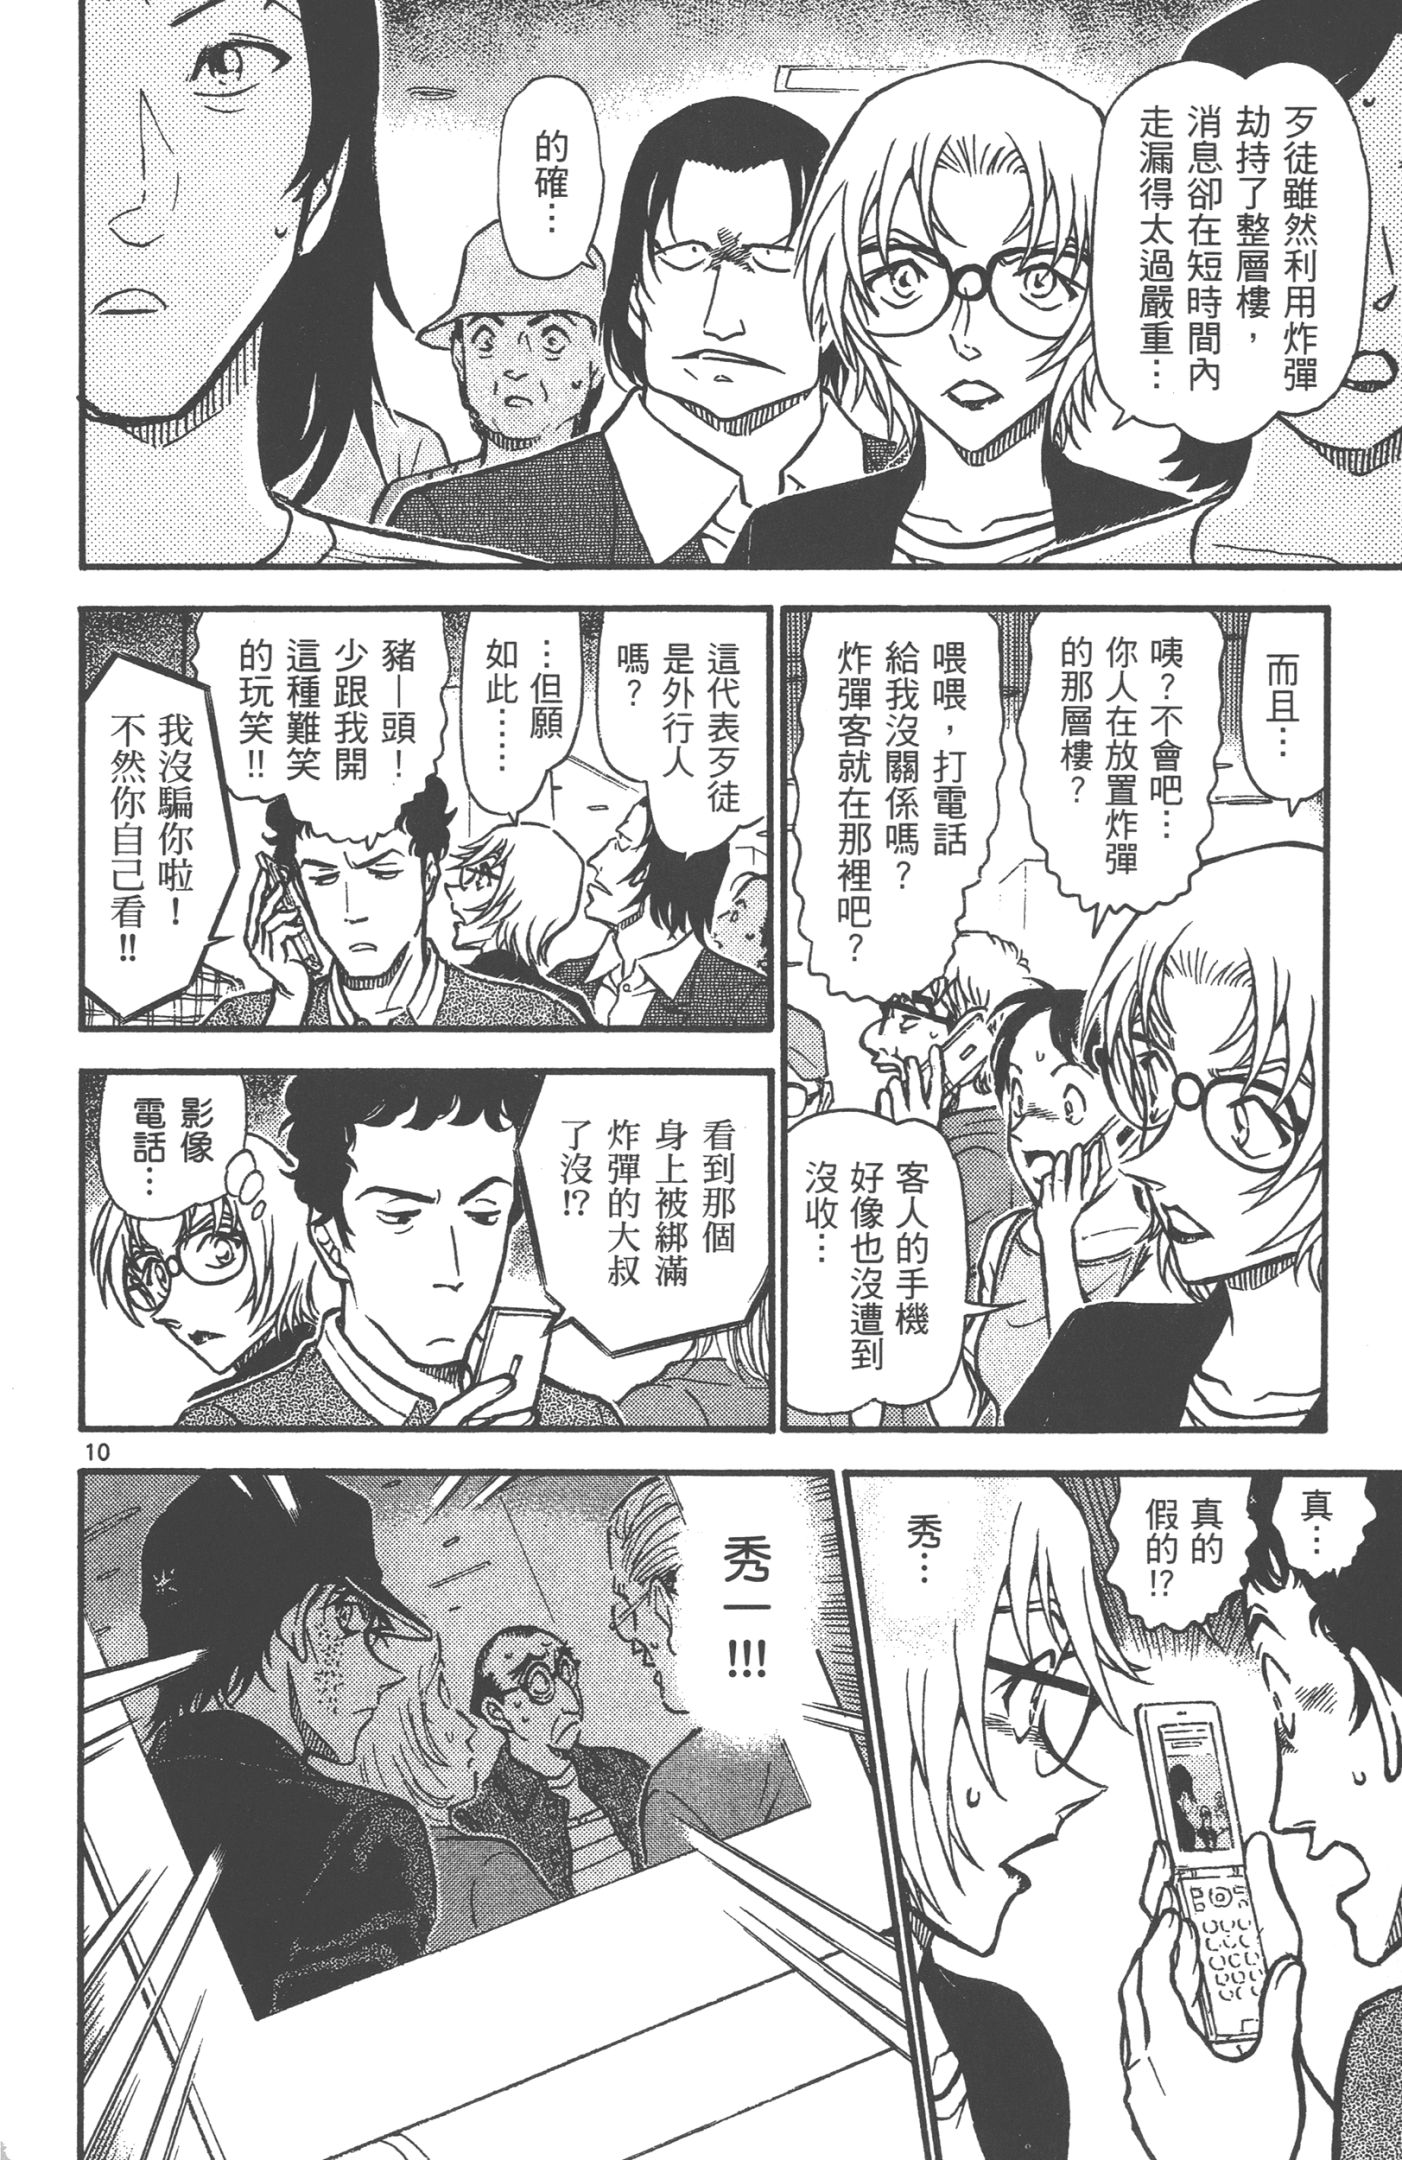 歹徒雖然利用炸彈
劫持了整層樓，
消息卻在短時間內
走漏得太過嚴重…
的確…
而且…
咦？不會吧…
你人在放置炸彈
的那層樓？
喂喂，打電話
給我沒關係嗎？
炸彈客就在那裡吧？
客人的手機
好像也沒遭到
沒收…
這代表歹徒
是外行人
嗎？
…但願
如此……
豬—頭！
少跟我開
這種難笑
的玩笑!!
我沒騙你啦！
不然你自己看!!
看到那個
身上被綁滿
炸彈的大叔
了沒!?
影像
電話…
10
真…
真的
假的!?
秀…
秀一!!!